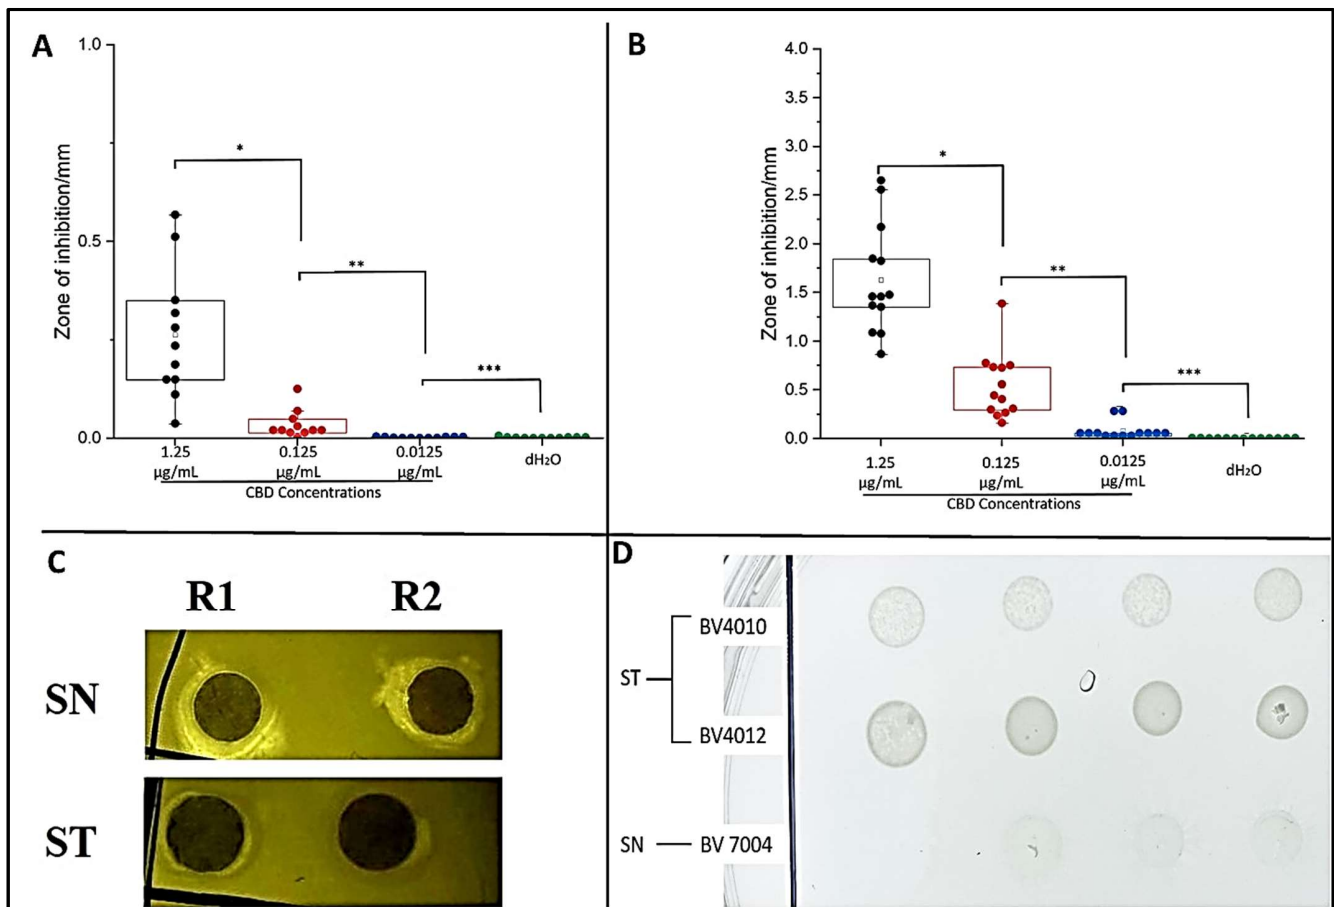 A
1.0
0.5
0.0
Zone of inhibition/mm
*
**
***
1.25
µg/mL
0.125
µg/mL
0.0125
µg/mL
dH₂O
CBD Concentrations
B
4.0
3.5
3.0
2.5
2.0
1.5
1.0
0.5
0.0
Zone of inhibition/mm
*
**
***
1.25
µg/mL
0.125
µg/mL
0.0125
µg/mL
dH₂O
CBD Concentrations
C
R1 R2
SN
ST
D
BV4010
ST
BV4012
SN BV 7004